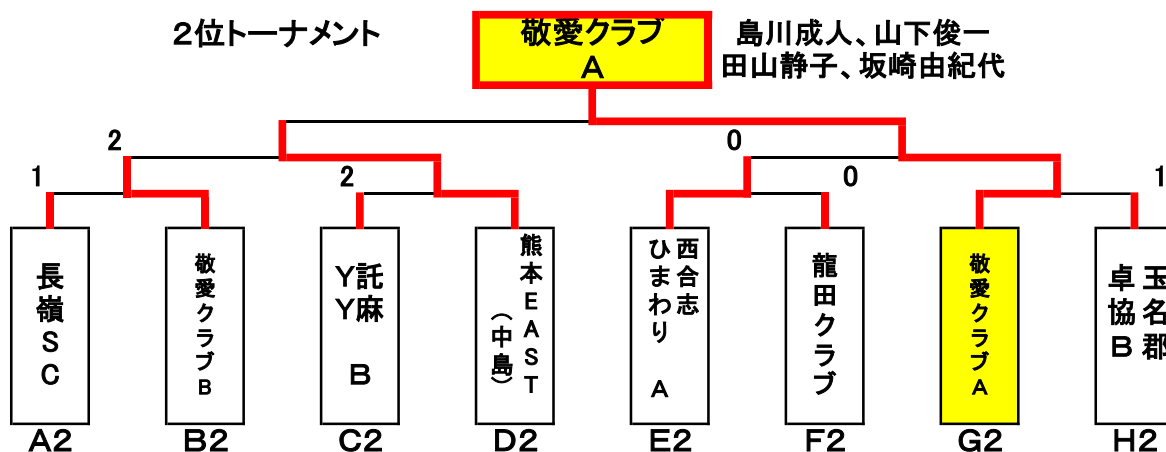 2位トーナメント
敬愛クラブ
A
島川成人、山下俊一
田山静子、坂崎由紀代
2
0
1
2
0
1
長嶺SC
敬愛クラブB
託麻
YY B
熊本EAST
(中島)
西合志
ひまわり A
龍田クラブ
敬愛クラブA
玉名郡
卓協B
A2
B2
C2
D2
E2
F2
G2
H2